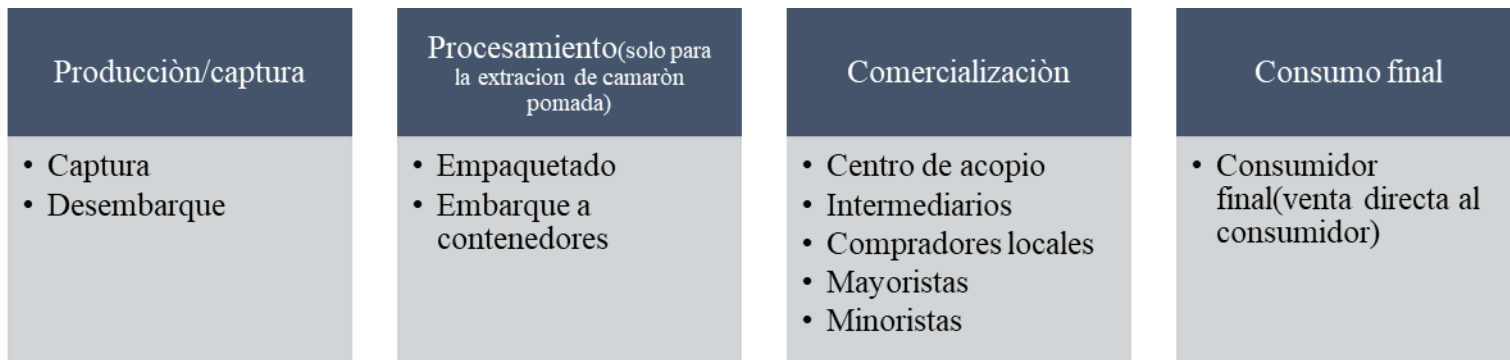 Producciòn/captura
• Captura
• Desembarque
Procesamiento(solo para
la extracion de camaròn
pomada)
• Empaquetado
• Embarque a
contenedores
Comercializaciòn
• Centro de acopio
• Intermediarios
• Compradores locales
• Mayoristas
• Minoristas
Consumo final
• Consumidor
final(venta directa al
consumidor)